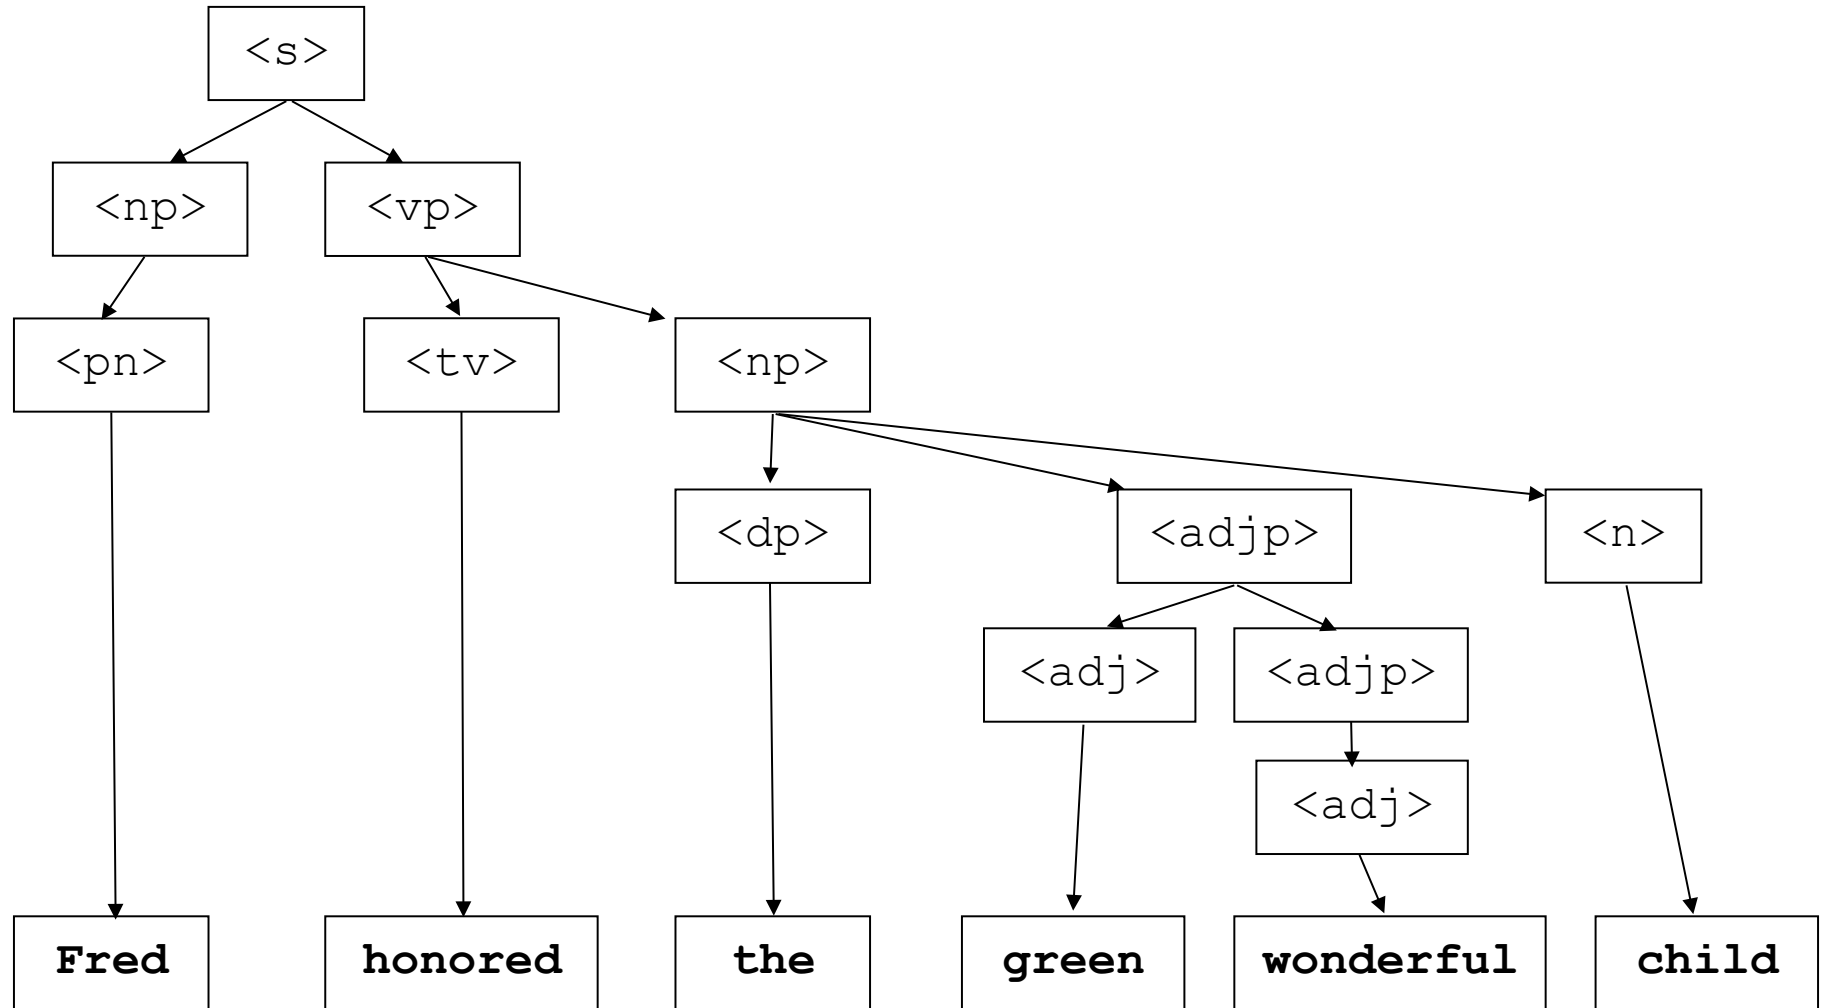 <s>
<np> <vp>
<pn> <tv> <np>
<dp> <adjp> <n>
<adj> <adjp>
<adj>
Fred honored the green wonderful child